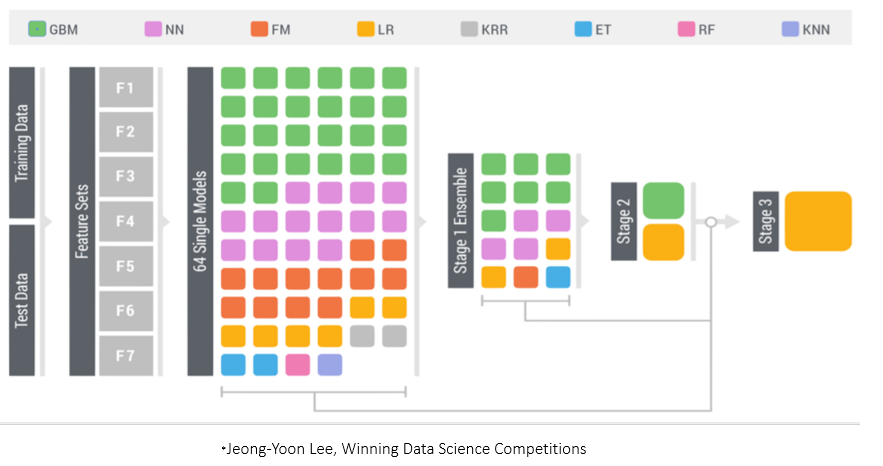 GBM NN FM LR KRR ET RF KNN
Training Data
Test Data
Feature Sets
F1
F2
F3
F4
F5
F6
F7
64 Single Models
Stage 1 Ensemble
Stage 2
Stage 3
•Jeong-Yoon Lee, Winning Data Science Competitions